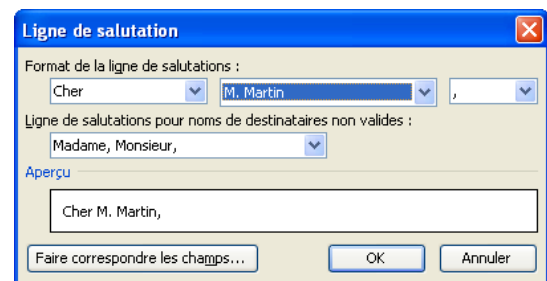 Ligne de salutation
Format de la ligne de salutations :
Cher M. Martin ,
Ligne de salutations pour noms de destinataires non valides :
Madame, Monsieur,
Aperçu
Cher M. Martin,
Faire correspondre les champs... OK Annuler